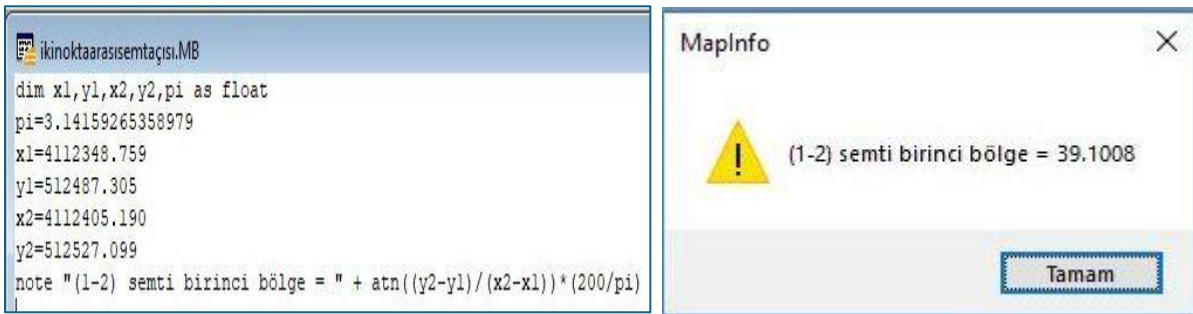 ikinoktaarasısemtaçısı.MB
dim x1,y1,x2,y2,pi as float
pi=3.14159265358979
x1=4112348.759
y1=512487.305
x2=4112405.190
y2=512527.099
note "(1-2) semti birinci bölge = " + atn((y2-y1)/(x2-x1))*(200/pi)
MapInfo
(1-2) semti birinci bölge = 39.1008
Tamam